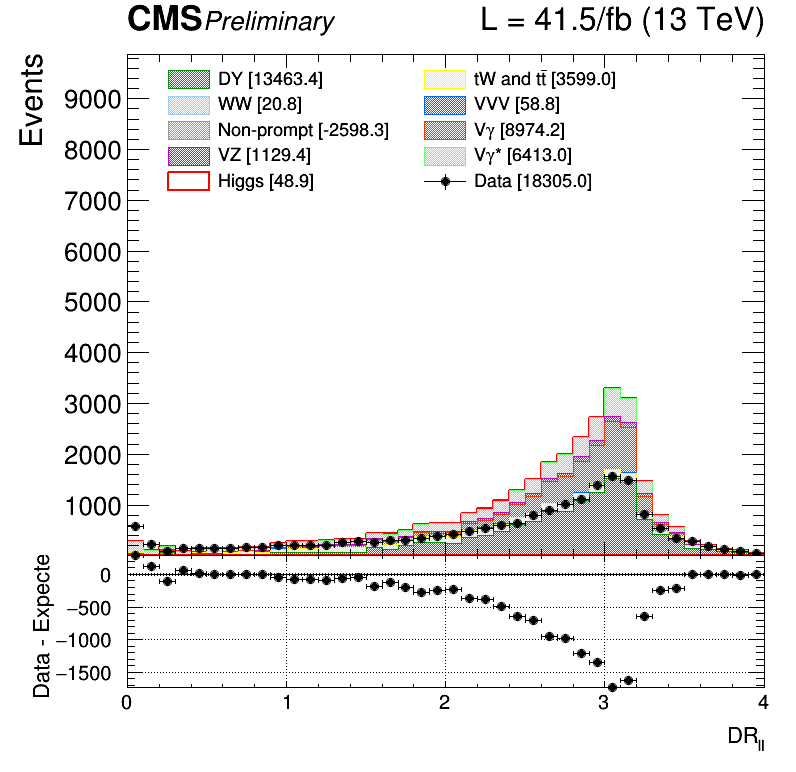 CMS Preliminary L = 41.5/fb (13 TeV)
Events
DY [13463.4]
tW and tt̄ [3599.0]
WW [20.8]
VVV [58.8]
Non-prompt [-2598.3]
Vγ [8974.2]
VZ [1129.4]
Vγ* [6413.0]
Higgs [48.9]
Data [18305.0]
9000
8000
7000
6000
5000
4000
3000
2000
1000
Data - Expecte
0
−500
−1000
−1500
0 1 2 3 4
DR_ll